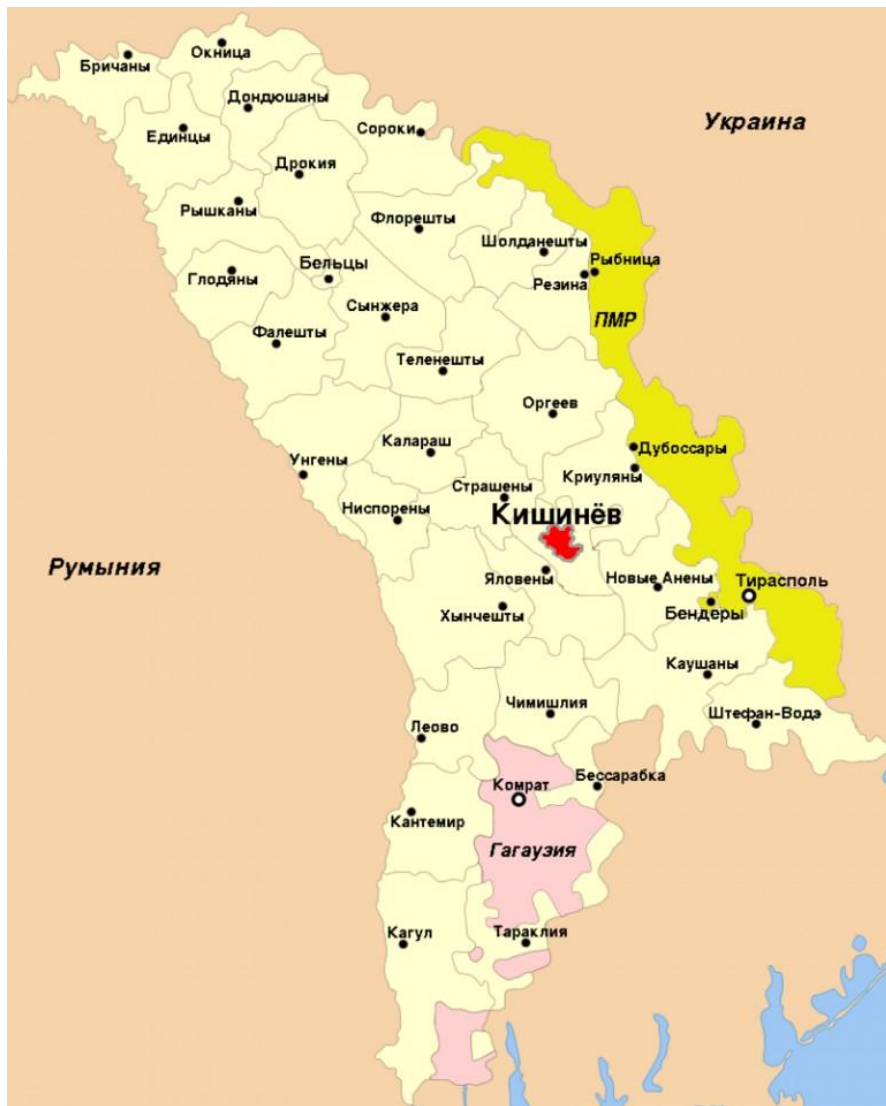 Окница
Бричаны
Дондюшаны
Украина
Сороки
Единцы
Дрокия
Рышканы
Флорешты
Шолданешты
Рыбница
Бельцы
Глодяны
Резина
Сынжера
ПМР
Фалешты
Теленешты
Оргеев
Калараш
Дубоссары
Унгены
Криуляны
Страшены
Ниспорены
Кишинёв
Румыния
Яловены
Новые Анены
Тирасполь
Хынчешты
Бендеры
Каушаны
Чимишлия
Штефан-Водэ
Леово
Бессарабка
Комрат
Кантемир
Гагаузия
Кагул
Тараклия